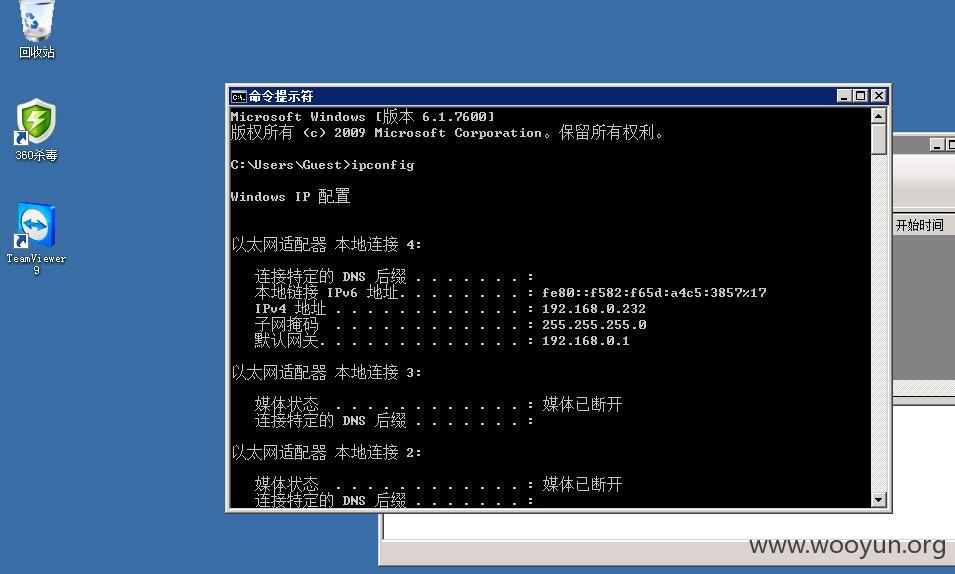 回收站
360杀毒
TeamViewer
9
命令提示符
Microsoft Windows [版本 6.1.7600]
版权所有 (c) 2009 Microsoft Corporation。保留所有权利。
C:\Users\Guest>ipconfig
Windows IP 配置
以太网适配器 本地连接 4:
连接特定的 DNS 后缀 . . . . . . . :
本地链接 IPv6 地址. . . . . . . . : fe80::f582:f65d:a4c5:3857%17
IPv4 地址 . . . . . . . . . . . . : 192.168.0.232
子网掩码  . . . . . . . . . . . . : 255.255.255.0
默认网关. . . . . . . . . . . . . : 192.168.0.1
以太网适配器 本地连接 3:
媒体状态  . . . . . . . . . . . . : 媒体已断开
连接特定的 DNS 后缀 . . . . . . . :
以太网适配器 本地连接 2:
媒体状态  . . . . . . . . . . . . : 媒体已断开
连接特定的 DNS 后缀 . . . . . . . :
开始时间
www.wooyun.org